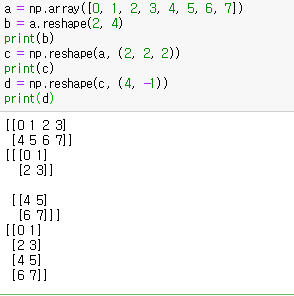 a = np.array([0, 1, 2, 3, 4, 5, 6, 7])
b = a.reshape(2, 4)
print(b)
c = np.reshape(a, (2, 2, 2))
print(c)
d = np.reshape(c, (4, -1))
print(d)
[[0 1 2 3]
 [4 5 6 7]]
[[[0 1]
  [2 3]]

 [[4 5]
  [6 7]]]
[[0 1]
 [2 3]
 [4 5]
 [6 7]]